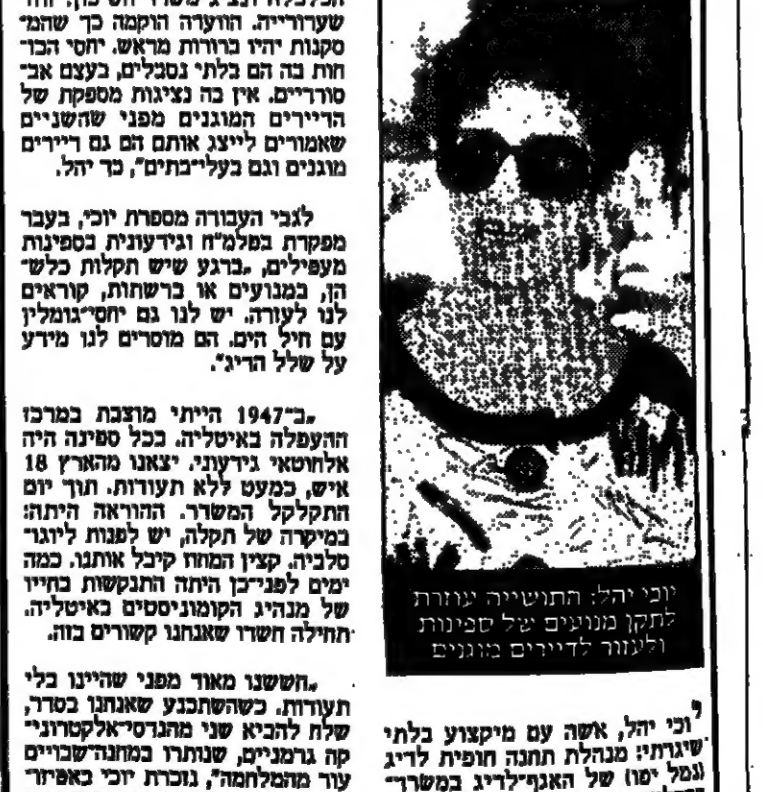 יוכי יהל: התושייה עוזרת
לתקן מנועים של ספינות
ולעזור לדיירים מוגנים
יוכי יהל, אשה עם מיקצוע בלתי
שיגרתי: מנהלת תחנה חופית לדיג
(נמל יפו) של האגף־לדיג במשרד־
שערורייה. הוועדה הוקמה כך שהמ־
סקנות יהיו ברורות מראש. יחסי הכו־
חות בה הם בלתי נסבלים, בעצם אב־
סורדיים. אין בה נציגות מספקת של
הדיירים המוגנים מפני שהשניים
שאמורים לייצג אותם הם גם דיירים
מוגנים וגם בעלי־בתים", כך יהל.
לגבי העבודה מספרת יוכי, בעבר
מפקדת בפלמ"ח וגידעונית בספינות
מעפילים, „ברגע שיש תקלות כלש־
הן, במנועים או ברשתות, קוראים
לנו לעזרה. יש לנו גם יחסי־גומלין
עם חיל הים. הם מוסרים לנו מידע
על שלל הדיג".
„ב־1947 הייתי מוצבת במרכז
ההעפלה באיטליה. בכל ספינה היה
אלחוטאי גידעוני. יצאנו מהארץ 18
איש, כמעט ללא תעודות. תוך יום
התקלקל המשדר. ההוראה היתה:
במיקרה של תקלה, יש לפנות ליוגו־
סלביה. קצין המחוז קיבל אותנו. כמה
ימים לפני־כן היתה התנקשות בחייו
של מנהיג הקומוניסטים באיטליה.
תחילה חשדו שאנחנו קשורים בזה.
„חששנו מאוד מפני שהיינו בלי
תעודות. כשהשתכנע שאנחנו בסדר,
שלח להביא שני מהנדסי־אלקטרוני־
קה גרמניים, שנותרו במחנה־שבויים
עוד מהמלחמה", נזכרת יוכי באפיזו־